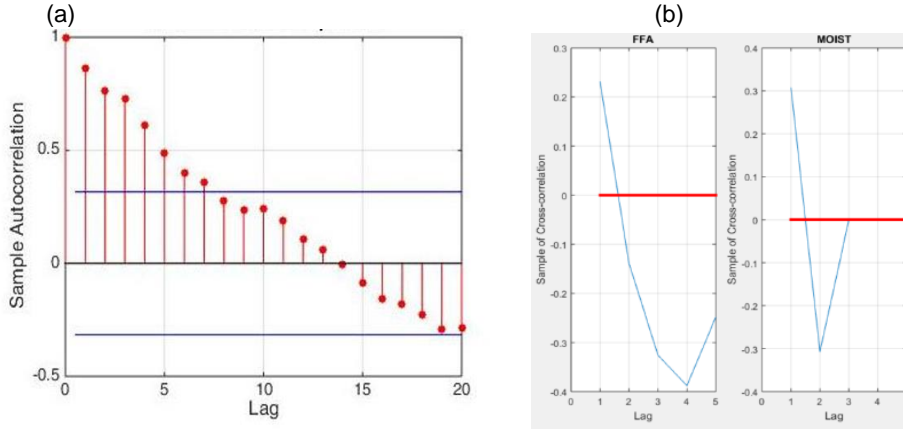 (a)
1
0.5
0
-0.5
0 5 10 15 20
Sample Autocorrelation
Lag
(b)
FFA
0.3
0.2
0.1
0
-0.1
-0.2
-0.3
-0.4
0 1 2 3 4 5
Sample of Cross-correlation
Lag
MOIST
0.4
0.3
0.2
0.1
0
-0.1
-0.2
-0.3
-0.4
0 1 2 3 4
Sample of Cross-correlation
Lag